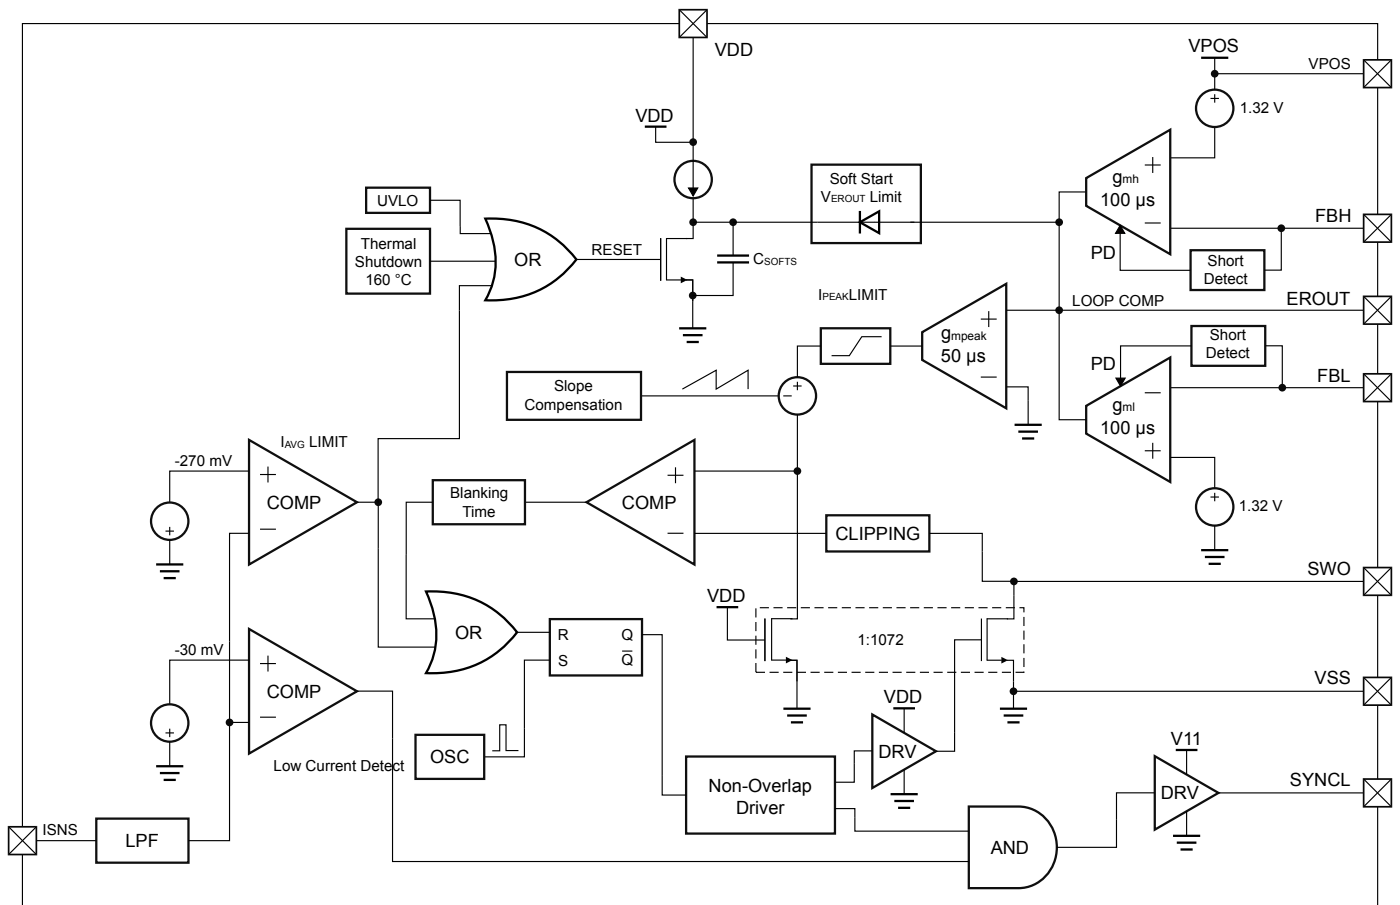 VDD
VPOS
VPOS
+
1.32 V
VDD
+
gmh
100 µs
−
Soft Start
VEROUT Limit
UVLO
FBH
Thermal
Shutdown
160 °C
OR
RESET
CSOFTS
PD
Short
Detect
IPEAKLIMIT
LOOP COMP
EROUT
+
gmpeak
50 µs
−
Short
Detect
PD
FBL
Slope
Compensation
+
−
−
gml
100 µs
+
IAVG LIMIT
-270 mV
+
COMP
−
+
Blanking
Time
+
COMP
−
+
1.32 V
CLIPPING
SWO
VDD
1:1072
OR
R Q
S Q̅
-30 mV
+
COMP
−
+
VSS
VDD
DRV
OSC
Low Current Detect
Non-Overlap
Driver
V11
DRV
SYNCL
ISNS
LPF
AND